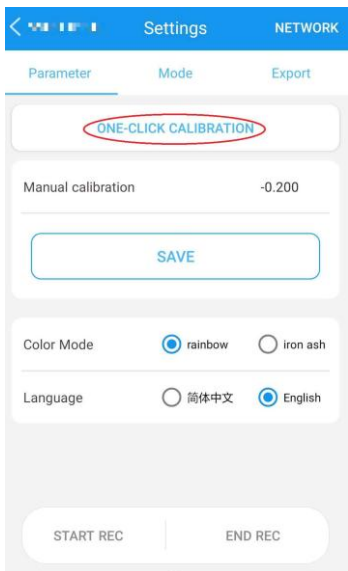 Settings NETWORK
Parameter Mode Export
ONE-CLICK CALIBRATION
Manual calibration -0.200
SAVE
Color Mode rainbow iron ash
Language 简体中文 English
START REC END REC